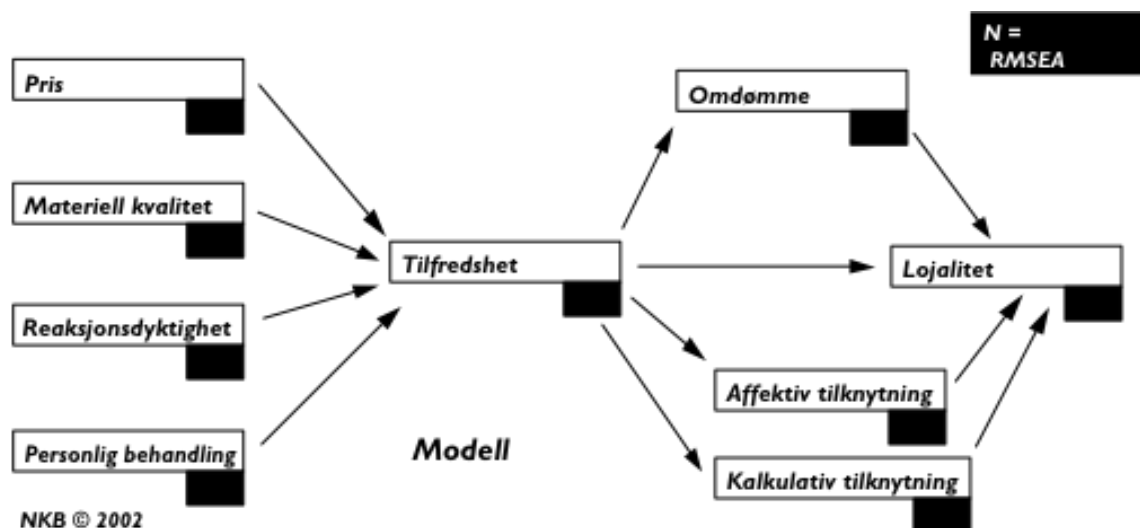 N =
RMSEA
Pris
Omdømme
Materiell kvalitet
Tilfredshet
Lojalitet
Reaksjonsdyktighet
Affektiv tilknytning
Personlig behandling
Modell
Kalkulativ tilknytning
NKB © 2002